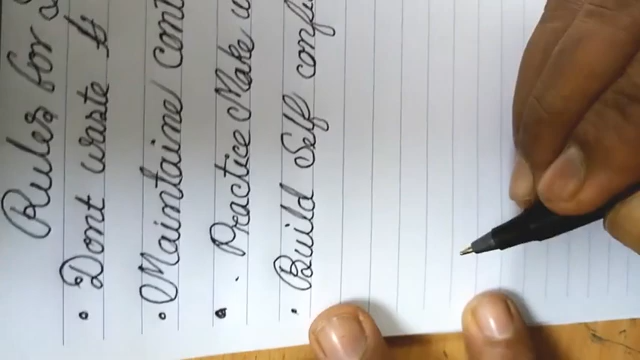 Rules for
• Dont waste
• Maintaine
• Practice Make
• Build Self